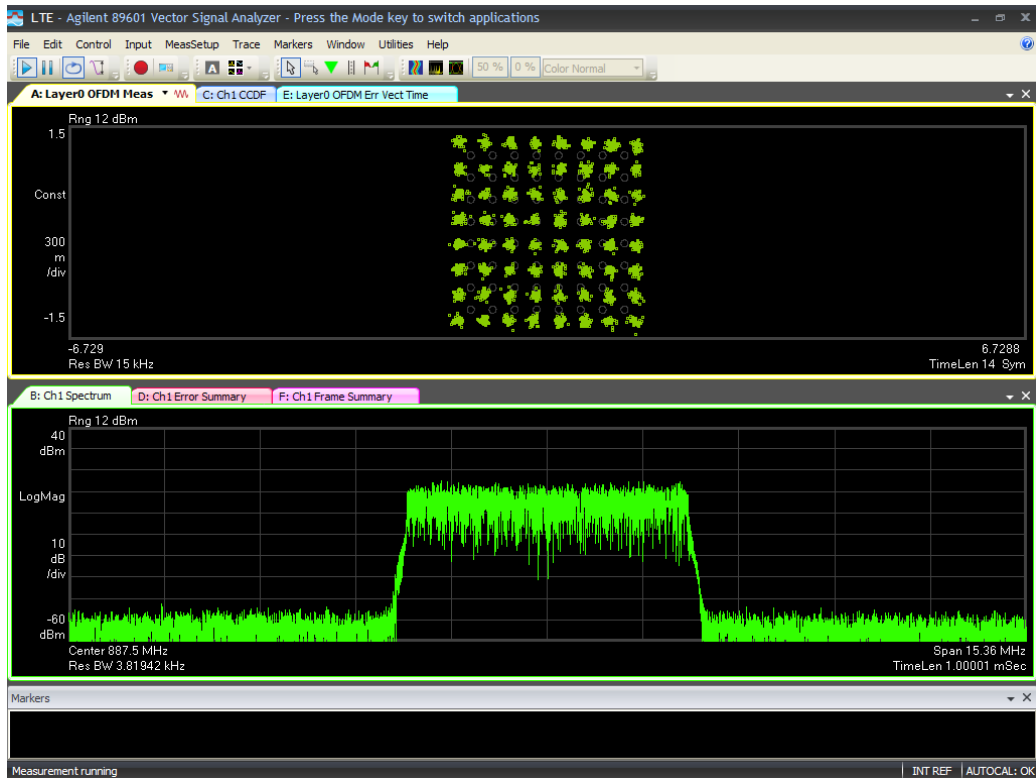 LTE - Agilent 89601 Vector Signal Analyzer - Press the Mode key to switch applications
File Edit Control Input MeasSetup Trace Markers Window Utilities Help
A 50 % 0 % Color Normal
A: Layer0 OFDM Meas C: Ch1 CCDF E: Layer0 OFDM Err Vect Time
Rng 12 dBm
1.5
Const
300
m
/div
-1.5
-6.729 6.7288
Res BW 15 kHz TimeLen 14 Sym
B: Ch1 Spectrum D: Ch1 Error Summary F: Ch1 Frame Summary
Rng 12 dBm
40
dBm
LogMag
10
dB
/div
-60
dBm
Center 887.5 MHz Span 15.36 MHz
Res BW 3.81942 kHz TimeLen 1.00001 mSec
Markers
Measurement running INT REF AUTOCAL: OK